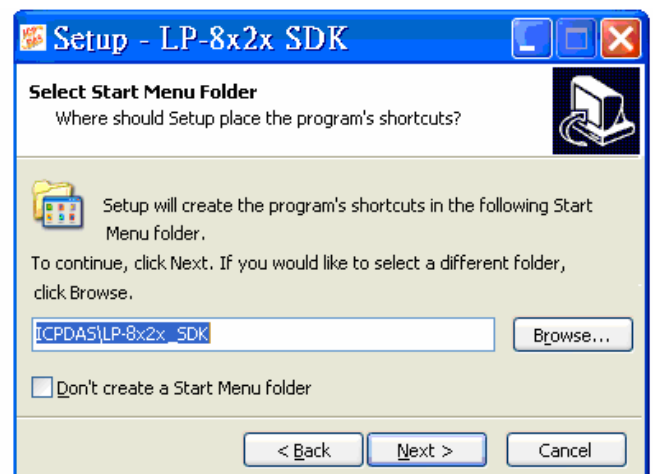 Setup - LP-8x2x SDK
Select Start Menu Folder
Where should Setup place the program's shortcuts?
Setup will create the program's shortcuts in the following Start
Menu folder.
To continue, click Next. If you would like to select a different folder,
click Browse.
ICPDAS\LP-8x2x_SDK
Browse...
Don't create a Start Menu folder
< Back
Next >
Cancel